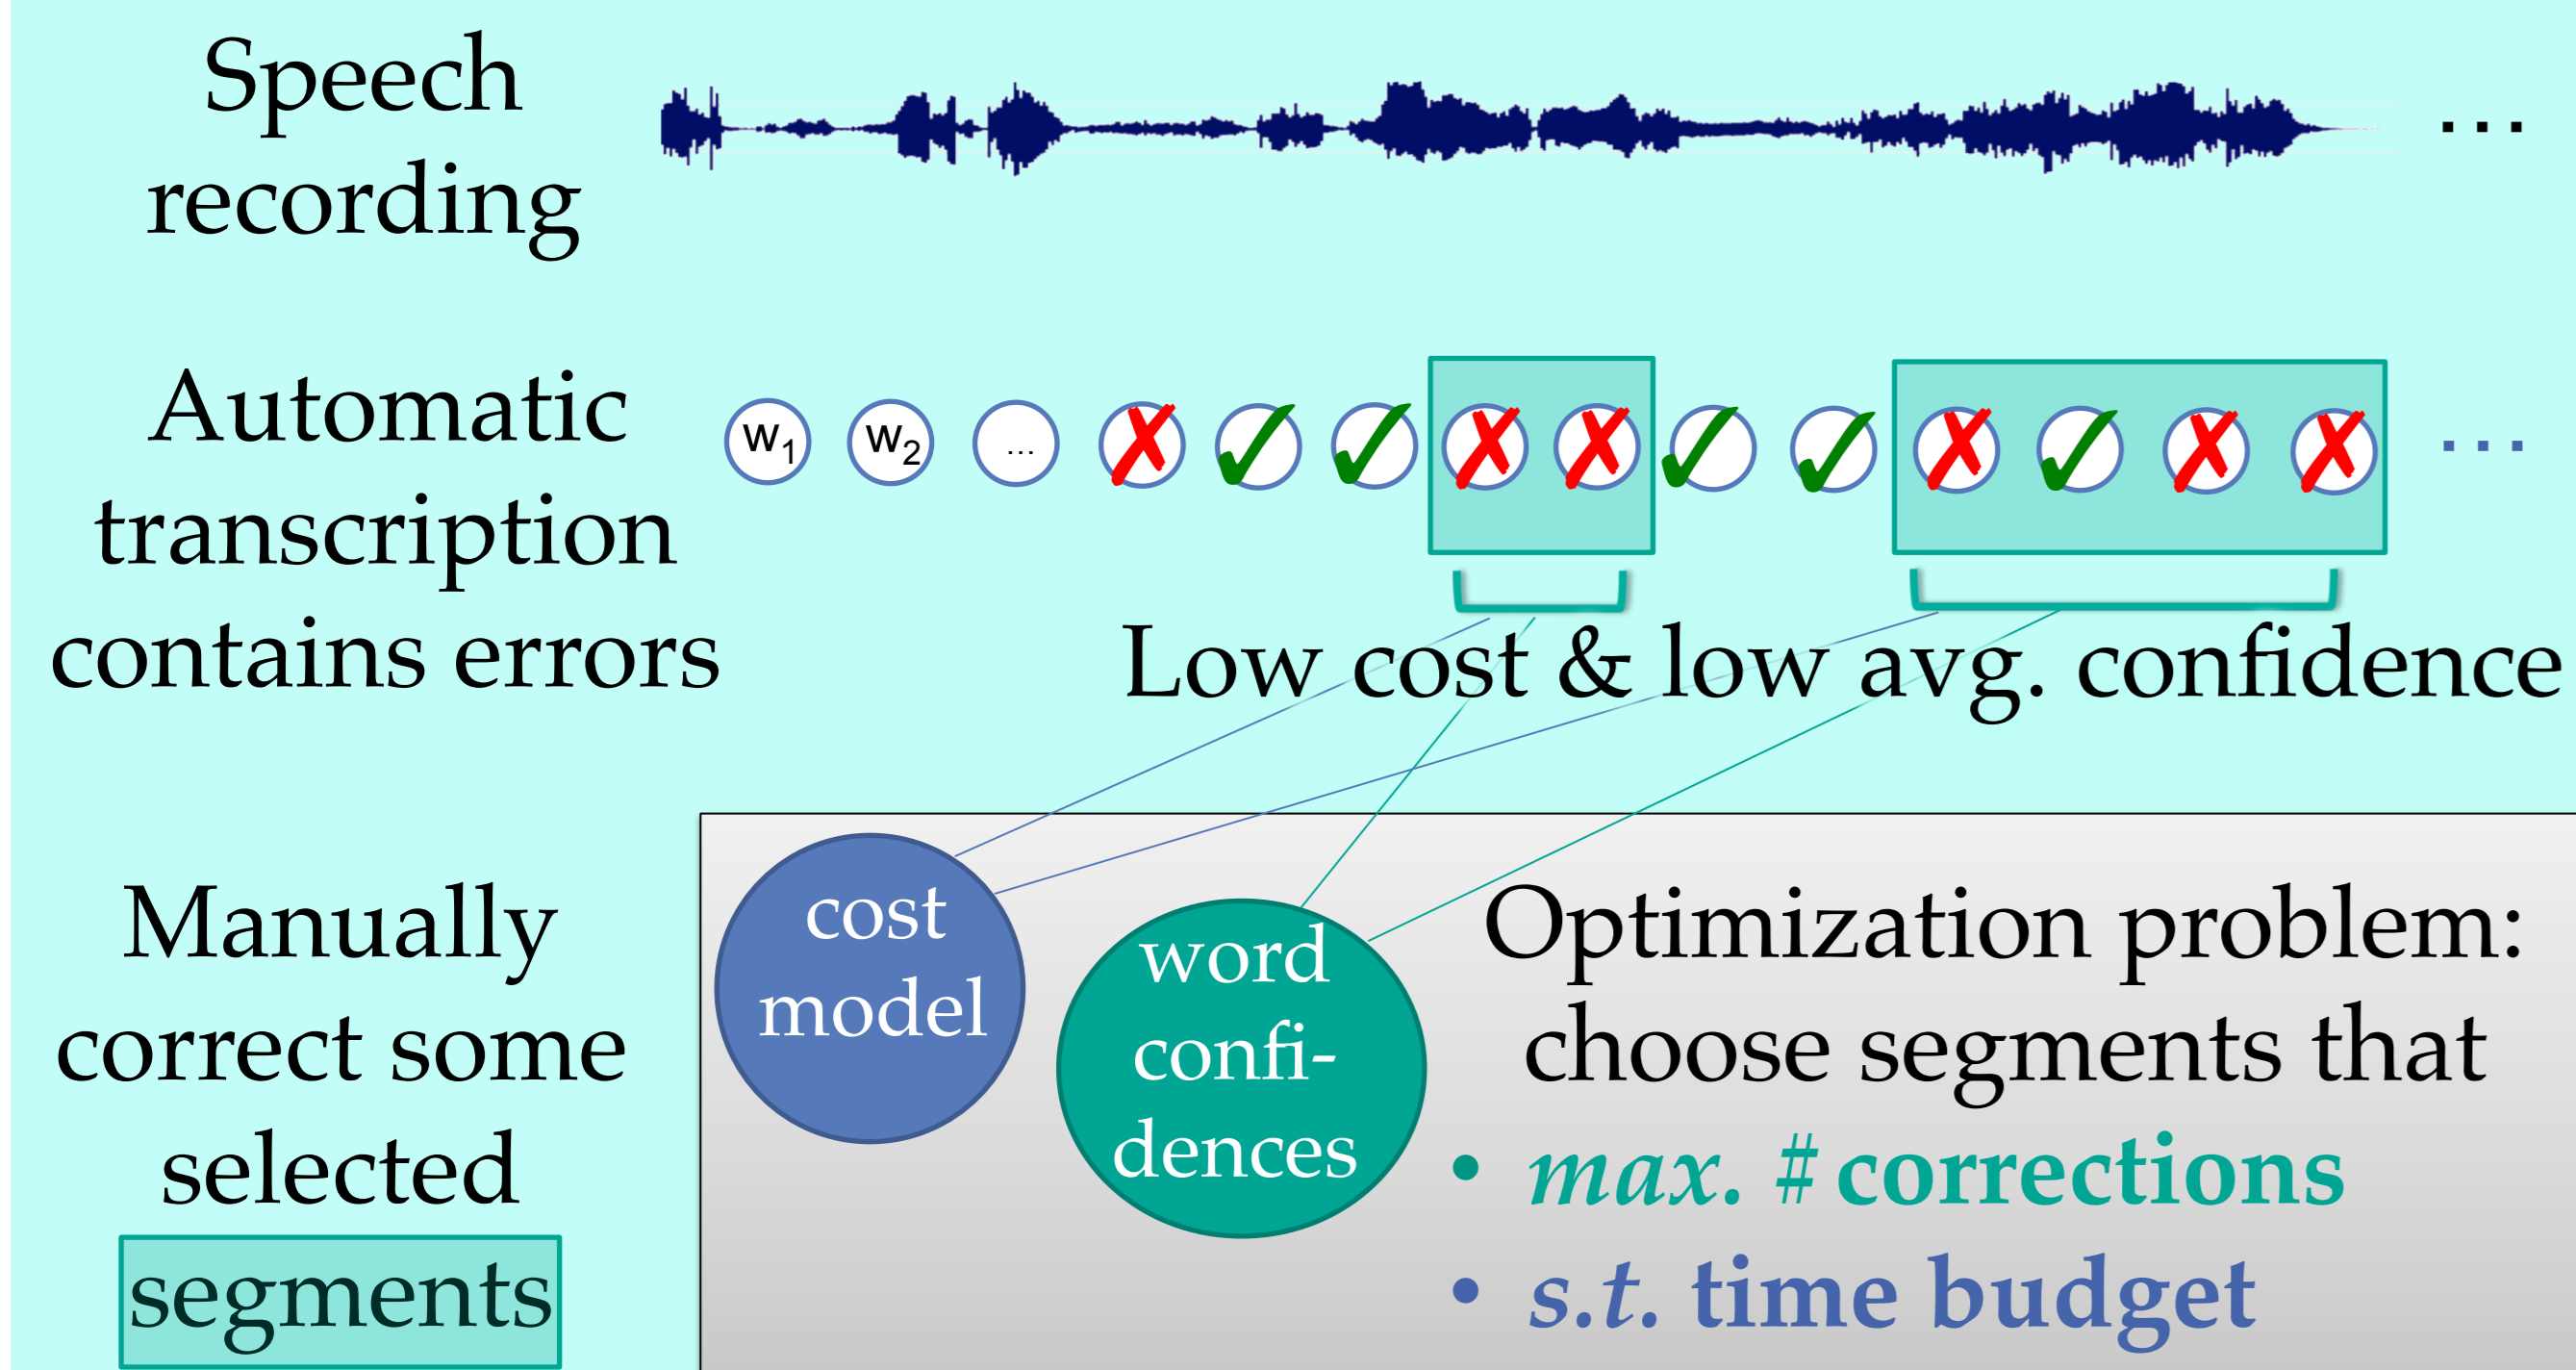 Speech
recording
...
Automatic
transcription
contains errors
w₁ w₂ ... ✗ ✓ ✓ ✗ ✗ ✓ ✓ ✗ ✓ ✗ ✗ ...
Low cost & low avg. confidence
Manually
correct some
selected
segments
cost
model
word
confi-
dences
Optimization problem:
choose segments that
• max. # corrections
• s.t. time budget